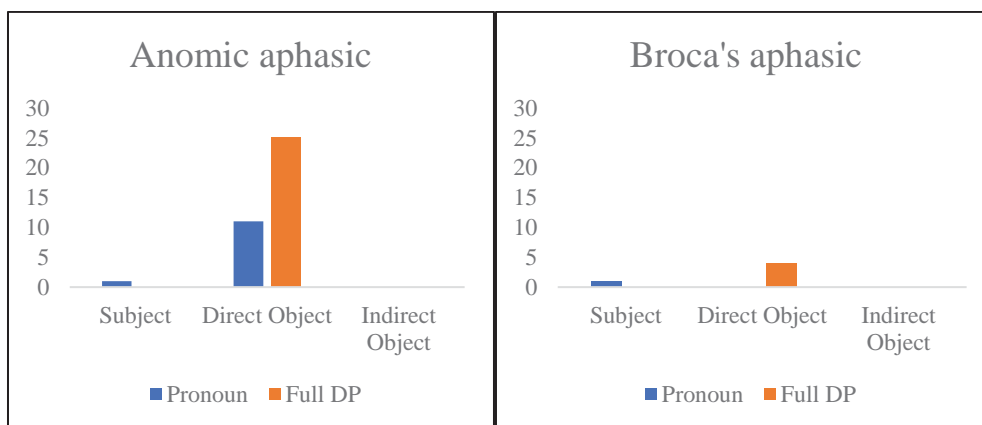 Anomic aphasic
30
25
20
15
10
5
0
Subject Direct Object Indirect
Object
Pronoun Full DP
Broca's aphasic
30
25
20
15
10
5
0
Subject Direct Object Indirect
Object
Pronoun Full DP